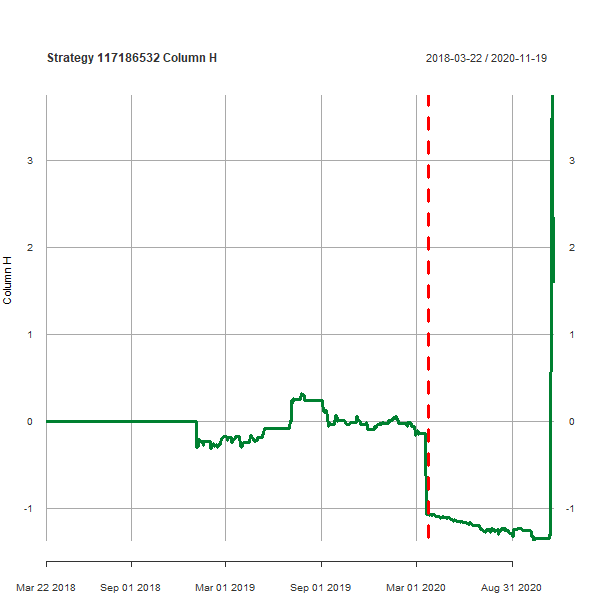 Strategy 117186532 Column H 2018-03-22 / 2020-11-19
3 3
2 2
Column H
1 1
0 0
-1 -1
Mar 22 2018 Sep 01 2018 Mar 01 2019 Sep 01 2019 Mar 01 2020 Aug 31 2020